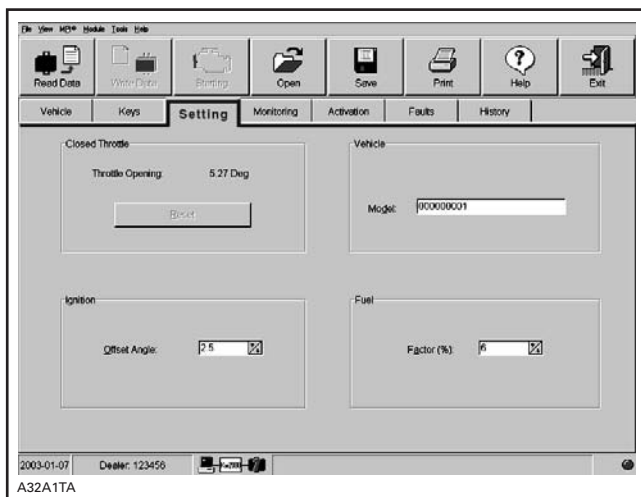 File View MPI® Module Tools Help
Read Data Write Data Starting Open Save Print Help Exit
Vehicle Keys Setting Monitoring Activation Faults History
Closed Throttle
Throttle Opening: 5.27 Deg
Reset
Vehicle
Model: 000000001
Ignition
Offset Angle: 2.5
Fuel
Factor (%): 6
2003-01-07 Dealer: 123456
A32A1TA